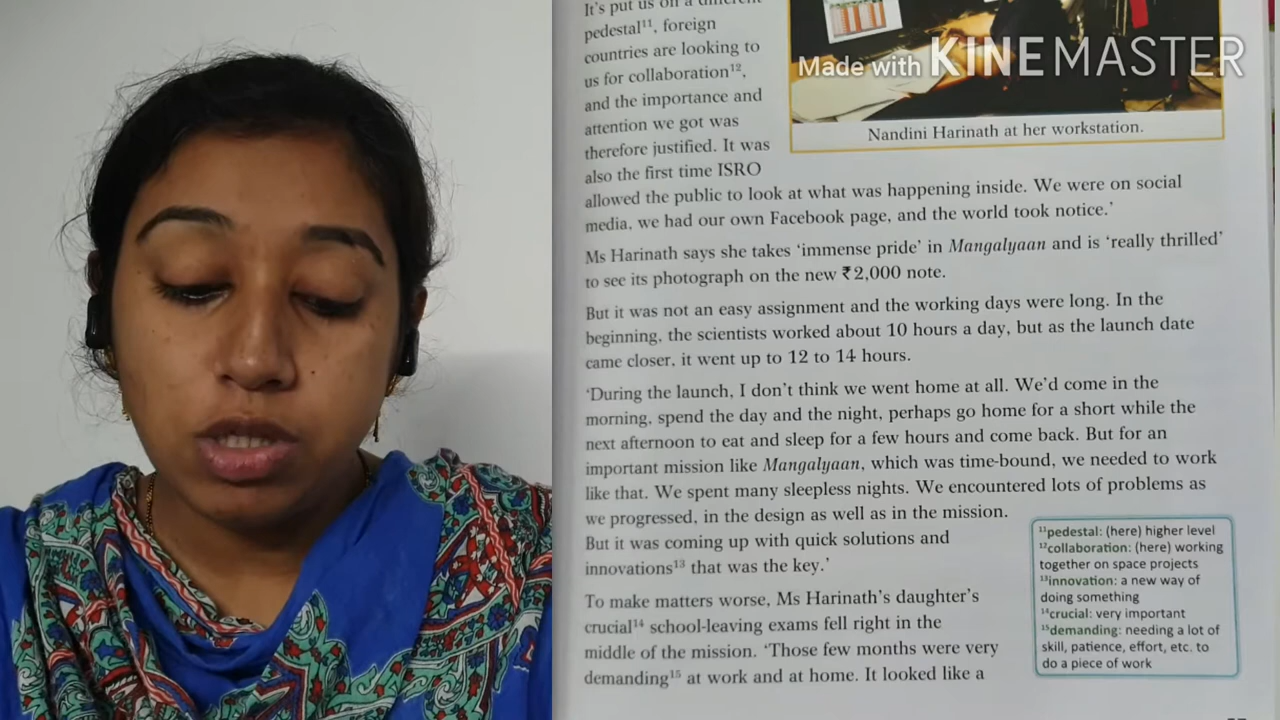 It's put us on a different
pedestal¹¹, foreign
countries are looking to
us for collaboration¹²,
and the importance and
attention we got was
therefore justified. It was
also the first time ISRO
allowed the public to look at what was happening inside. We were on social
media, we had our own Facebook page, and the world took notice.'
Made with KINEMASTER
Nandini Harinath at her workstation.
Ms Harinath says she takes 'immense pride' in Mangalyaan and is 'really thrilled'
to see its photograph on the new ₹2,000 note.
But it was not an easy assignment and the working days were long. In the
beginning, the scientists worked about 10 hours a day, but as the launch date
came closer, it went up to 12 to 14 hours.
'During the launch, I don't think we went home at all. We'd come in the
morning, spend the day and the night, perhaps go home for a short while the
next afternoon to eat and sleep for a few hours and come back. But for an
important mission like Mangalyaan, which was time-bound, we needed to work
like that. We spent many sleepless nights. We encountered lots of problems as
we progressed, in the design as well as in the mission.
But it was coming up with quick solutions and
innovations¹³ that was the key.'
To make matters worse, Ms Harinath's daughter's
crucial¹⁴ school-leaving exams fell right in the
middle of the mission. 'Those few months were very
demanding¹⁵ at work and at home. It looked like a
¹¹pedestal: (here) higher level
¹²collaboration: (here) working
together on space projects
¹³innovation: a new way of
doing something
¹⁴crucial: very important
¹⁵demanding: needing a lot of
skill, patience, effort, etc. to
do a piece of work